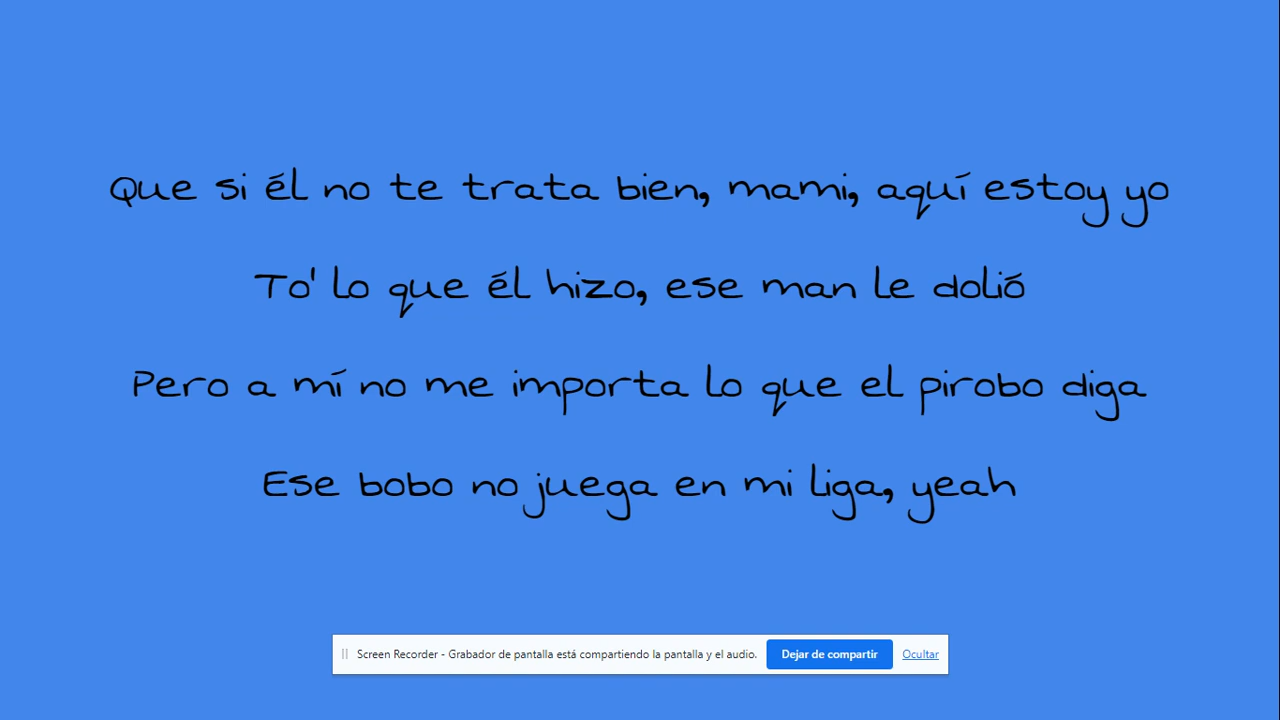 Que si él no te trata bien, mami, aquí estoy yo
To' lo que él hizo, ese man le dolió
Pero a mí no me importa lo que el pirobo diga
Ese bobo no juega en mi liga, yeah
Screen Recorder - Grabador de pantalla está compartiendo la pantalla y el audio. Dejar de compartir Ocultar